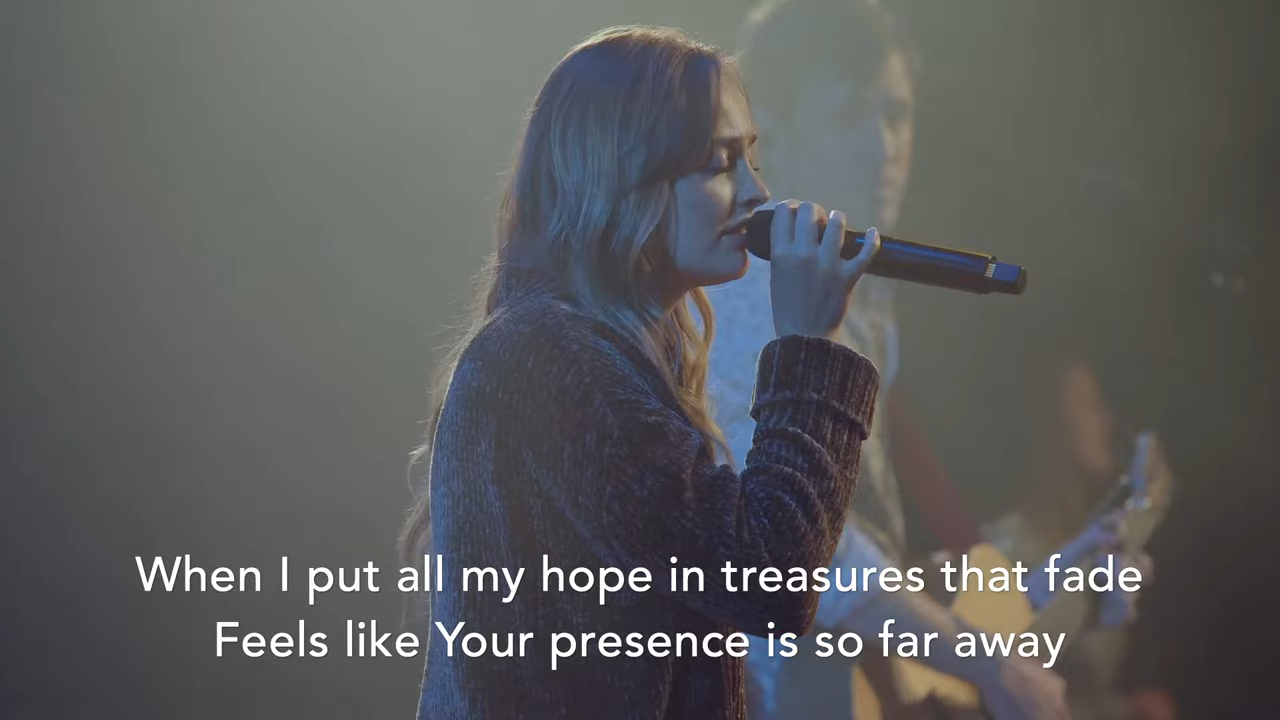 When I put all my hope in treasures that fade
Feels like Your presence is so far away